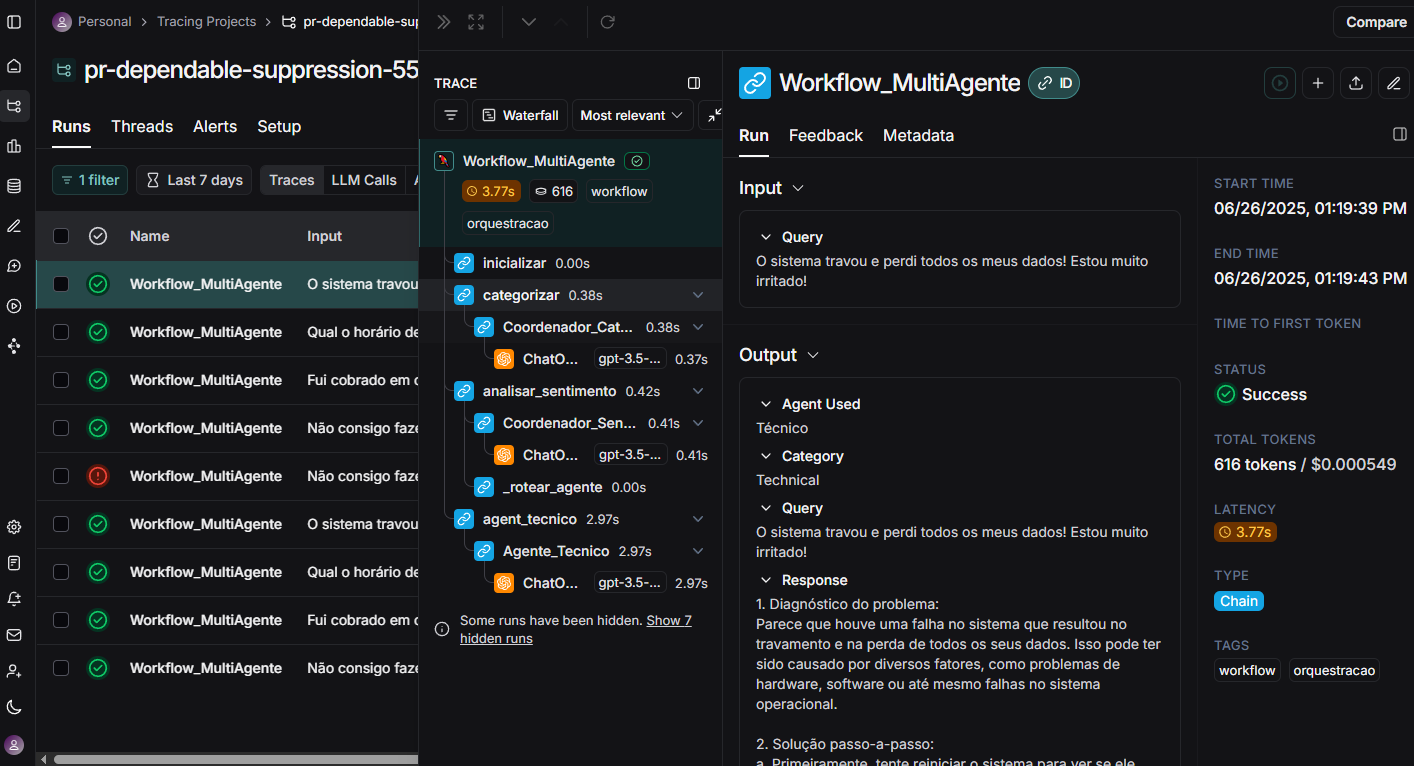 Personal > Tracing Projects > pr-dependable-sup
pr-dependable-suppression-55
Runs Threads Alerts Setup
1 filter Last 7 days Traces LLM Calls A
Name Input
Workflow_MultiAgente O sistema travou
Workflow_MultiAgente Qual o horário de
Workflow_MultiAgente Fui cobrado em c
Workflow_MultiAgente Não consigo faze
Workflow_MultiAgente Não consigo faze
Workflow_MultiAgente O sistema travou
Workflow_MultiAgente Qual o horário de
Workflow_MultiAgente Fui cobrado em c
Workflow_MultiAgente Não consigo faze
TRACE
Waterfall Most relevant
Workflow_MultiAgente
3.77s 616 workflow
orquestracao
inicializar 0.00s
categorizar 0.38s
Coordenador_Cat... 0.38s
ChatO... gpt-3.5-... 0.37s
analisar_sentimento 0.42s
Coordenador_Sen... 0.41s
ChatO... gpt-3.5-... 0.41s
_rotear_agente 0.00s
agent_tecnico 2.97s
Agente_Tecnico 2.97s
ChatO... gpt-3.5-... 2.97s
Some runs have been hidden. Show 7
hidden runs
Compare
Workflow_MultiAgente ID
Run Feedback Metadata
Input
Query
O sistema travou e perdi todos os meus dados! Estou muito
irritado!
Output
Agent Used
Técnico
Category
Technical
Query
O sistema travou e perdi todos os meus dados! Estou muito
irritado!
Response
1. Diagnóstico do problema:
Parece que houve uma falha no sistema que resultou no
travamento e na perda de todos os seus dados. Isso pode ter
sido causado por diversos fatores, como problemas de
hardware, software ou até mesmo falhas no sistema
operacional.
2. Solução passo-a-passo:
a. Primeiramente, tente reiniciar o sistema para ver se ele
START TIME
06/26/2025, 01:19:39 PM
END TIME
06/26/2025, 01:19:43 PM
TIME TO FIRST TOKEN
STATUS
Success
TOTAL TOKENS
616 tokens / $0.000549
LATENCY
3.77s
TYPE
Chain
TAGS
workflow orquestracao